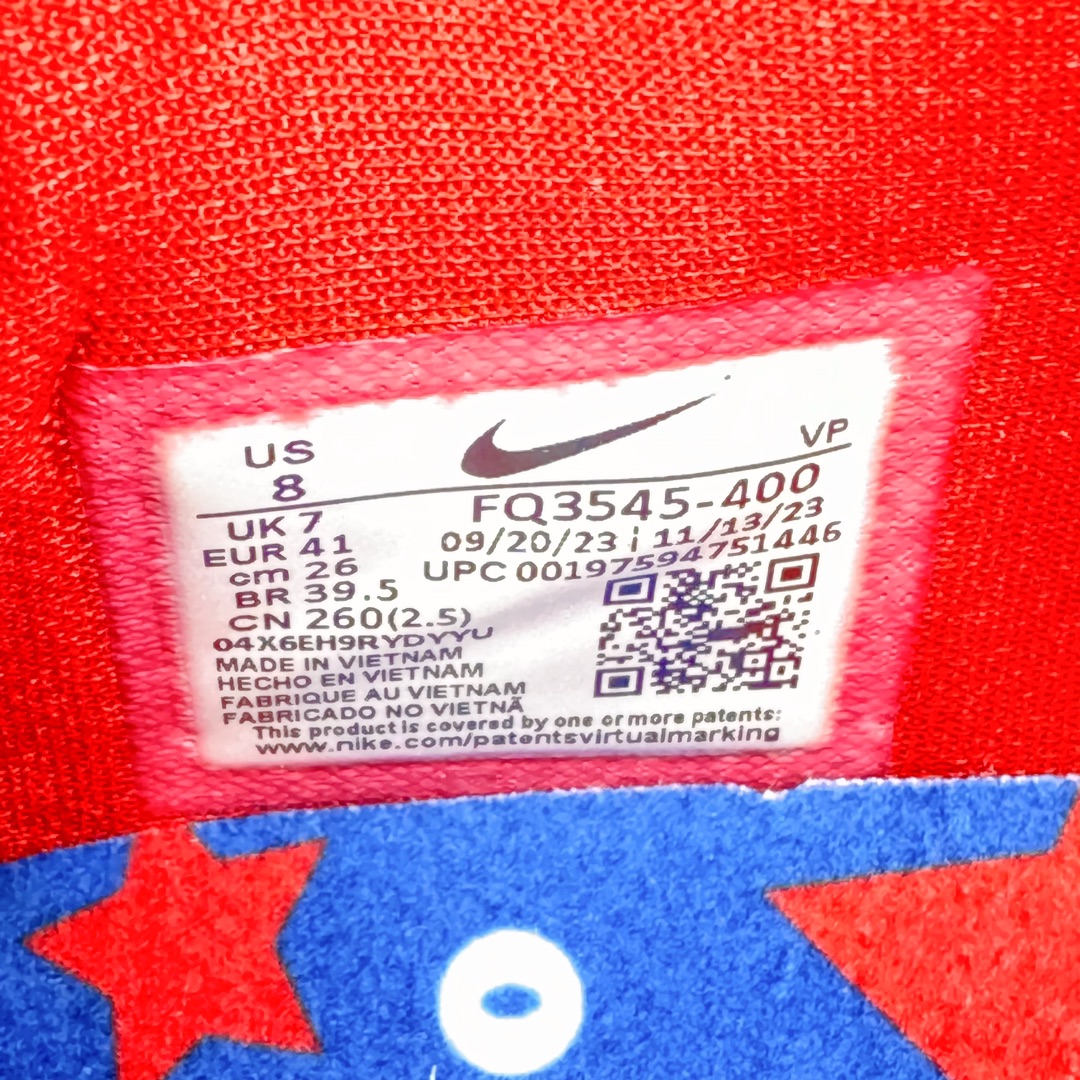 US
8
VP
UK 7
EUR 41
cm 26
BR 39.5
CN 260(2.5)
FQ3545-400
09/20/23 ¦ 11/13/23
UPC 00197594751446
04X6EH9RYDYYU
MADE IN VIETNAM
HECHO EN VIETNAM
FABRIQUE AU VIETNAM
FABRICADO NO VIETNÃ
This product is covered by one or more patents:
www.nike.com/patentsvirtualmarking